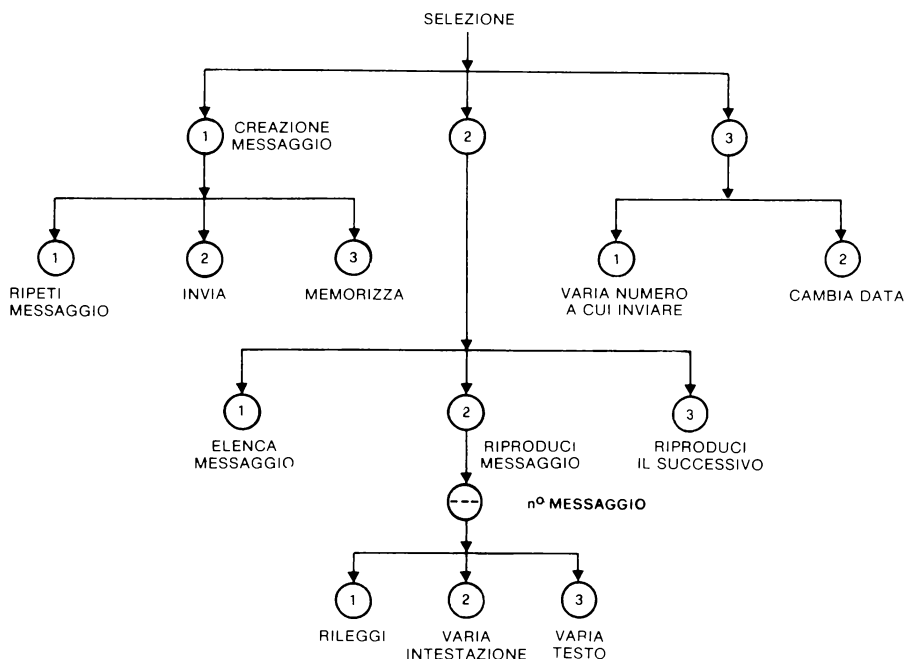 SELEZIONE
1 CREAZIONE
MESSAGGIO
2
3
1
RIPETI
MESSAGGIO
2
INVIA
3
MEMORIZZA
1
VARIA NUMERO
A CUI INVIARE
2
CAMBIA DATA
1
ELENCA
MESSAGGIO
2
RIPRODUCI
MESSAGGIO
3
RIPRODUCI
IL SUCCESSIVO
--- nº MESSAGGIO
1
RILEGGI
2
VARIA
INTESTAZIONE
3
VARIA
TESTO